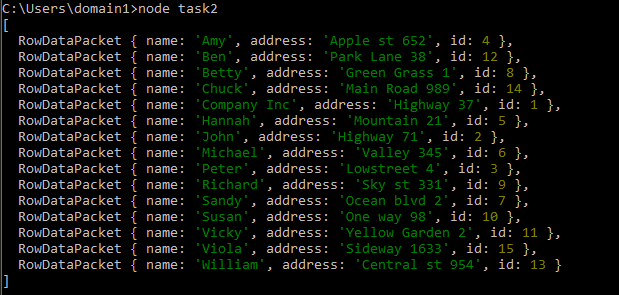 C:\Users\domain1>node task2
[
  RowDataPacket { name: 'Amy', address: 'Apple st 652', id: 4 },
  RowDataPacket { name: 'Ben', address: 'Park Lane 38', id: 12 },
  RowDataPacket { name: 'Betty', address: 'Green Grass 1', id: 8 },
  RowDataPacket { name: 'Chuck', address: 'Main Road 989', id: 14 },
  RowDataPacket { name: 'Company Inc', address: 'Highway 37', id: 1 },
  RowDataPacket { name: 'Hannah', address: 'Mountain 21', id: 5 },
  RowDataPacket { name: 'John', address: 'Highway 71', id: 2 },
  RowDataPacket { name: 'Michael', address: 'Valley 345', id: 6 },
  RowDataPacket { name: 'Peter', address: 'Lowstreet 4', id: 3 },
  RowDataPacket { name: 'Richard', address: 'Sky st 331', id: 9 },
  RowDataPacket { name: 'Sandy', address: 'Ocean blvd 2', id: 7 },
  RowDataPacket { name: 'Susan', address: 'One way 98', id: 10 },
  RowDataPacket { name: 'Vicky', address: 'Yellow Garden 2', id: 11 },
  RowDataPacket { name: 'Viola', address: 'Sideway 1633', id: 15 },
  RowDataPacket { name: 'William', address: 'Central st 954', id: 13 }
]